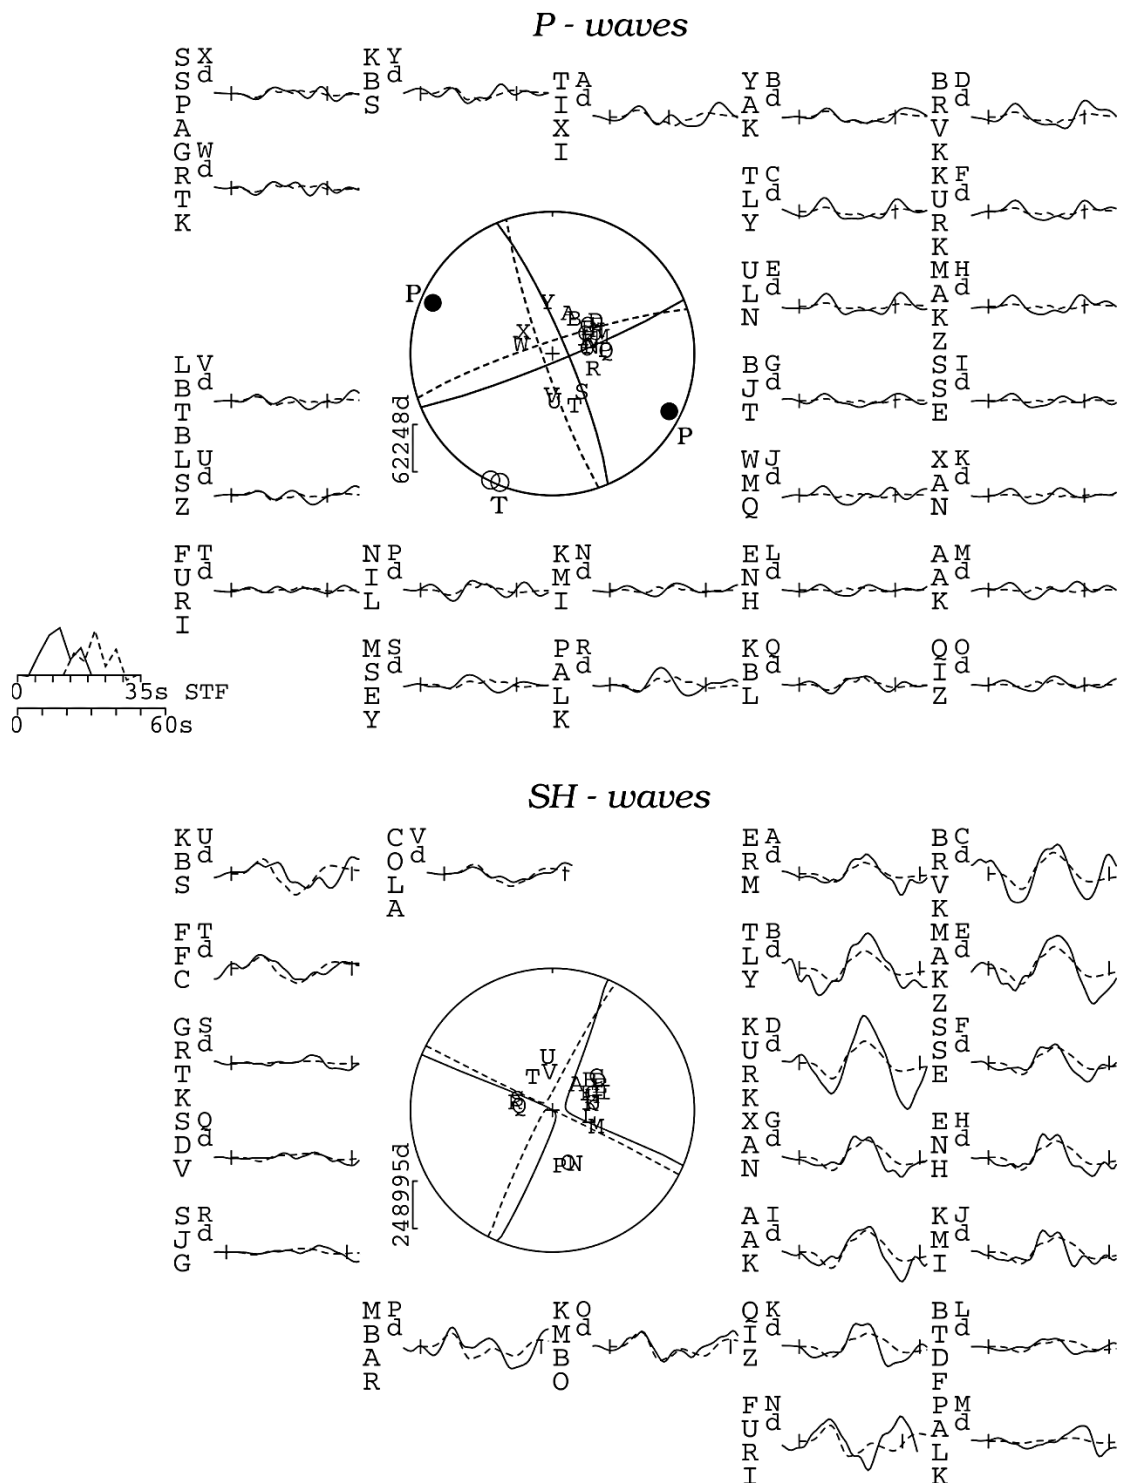 P - waves
SSPA X d
KBS Y d
TIXI A d
YAK B d
BRVK D d
GRTK W d
TLY C d
KURK F d
ULN E d
MAKZ H d
P
P
T
Y
A
B
D
X
W
R
S
V
U
T
Q
62248d
LBTB V d
BJT G d
SSE I d
LSZ U d
WMQ J d
XAN K d
FURI T d
NIL P d
KMI N d
ENH L d
AAK M d
MSEY S d
PALK R d
KBL Q d
QIZ O d
0 35s STF
0 60s
SH - waves
KBS U d
COLA V d
ERM A d
BRVK C d
FFC T d
TLY B d
MAKZ E d
GRTK S d
KURK D d
SSE F d
U
T V
A
R
Q
M
P
N
248995d
SDV Q d
XAN G d
ENH H d
SJG R d
AAK I d
KMI J d
MBAR P d
KMBO O d
QIZ K d
BTDF L d
FURI N d
PALK M d